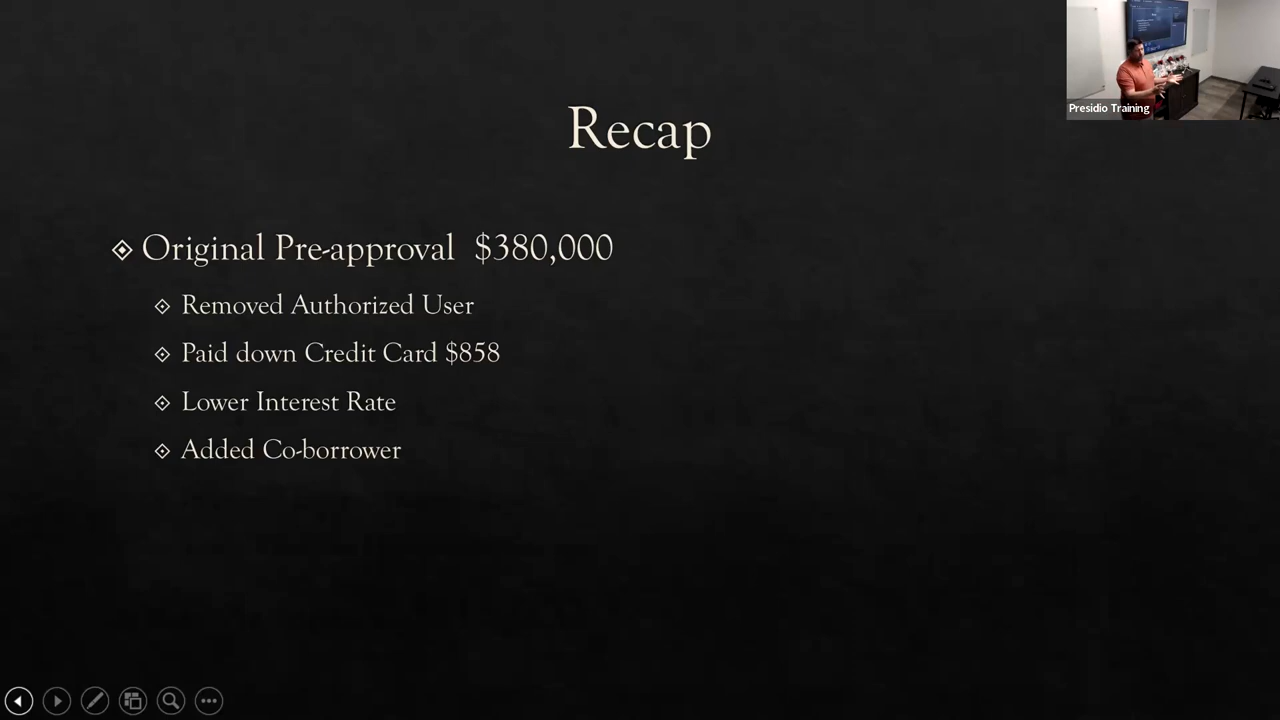 Recap
Original Pre-approval $380,000
Removed Authorized User
Paid down Credit Card $858
Lower Interest Rate
Added Co-borrower
Presidio Training